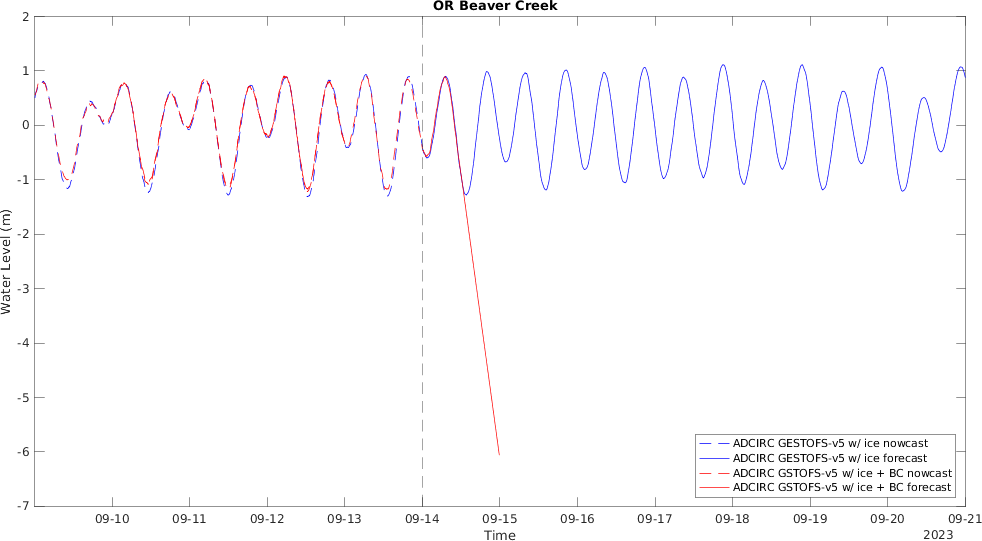 OR Beaver Creek
2
1
0
-1
-2
-3
-4
-5
-6
-7
Water Level (m)
ADCIRC GESTOFS-v5 w/ ice nowcast
ADCIRC GESTOFS-v5 w/ ice forecast
ADCIRC GSTOFS-v5 w/ ice + BC nowcast
ADCIRC GSTOFS-v5 w/ ice + BC forecast
09-10 09-11 09-12 09-13 09-14 09-15 09-16 09-17 09-18 09-19 09-20 09-21
Time
2023